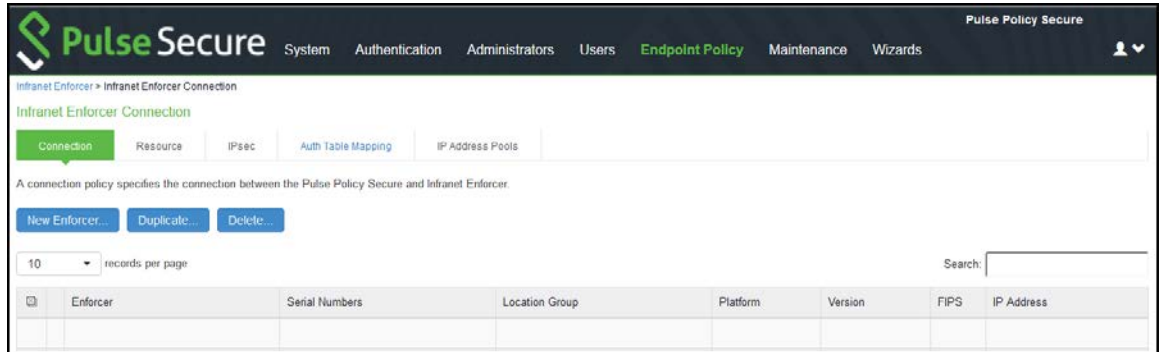 Pulse Policy Secure
Pulse Secure System Authentication Administrators Users Endpoint Policy Maintenance Wizards
Infranet Enforcer > Infranet Enforcer Connection
Infranet Enforcer Connection
Connection Resource IPsec Auth Table Mapping IP Address Pools
A connection policy specifies the connection between the Pulse Policy Secure and Infranet Enforcer.
New Enforcer... Duplicate... Delete...
10 records per page Search:
Enforcer Serial Numbers Location Group Platform Version FIPS IP Address